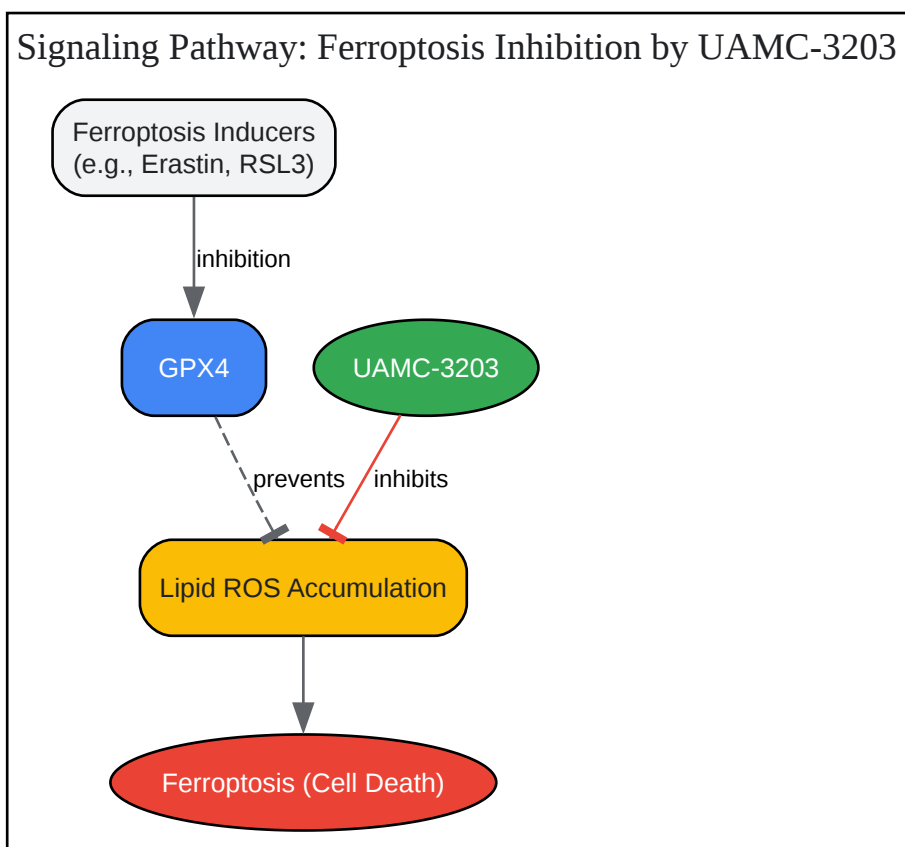 Signaling Pathway: Ferroptosis Inhibition by UAMC-3203
Ferroptosis Inducers
(e.g., Erastin, RSL3)
inhibition
GPX4
UAMC-3203
prevents
inhibits
Lipid ROS Accumulation
Ferroptosis (Cell Death)